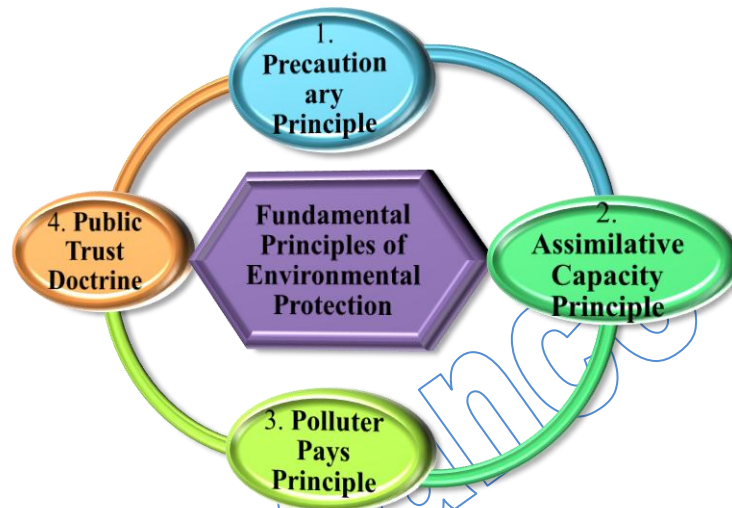 1.
Precaution
ary
Principle
4. Public
Trust
Doctrine
Fundamental
Principles of
Environmental
Protection
2.
Assimilative
Capacity
Principle
3. Polluter
Pays
Principle